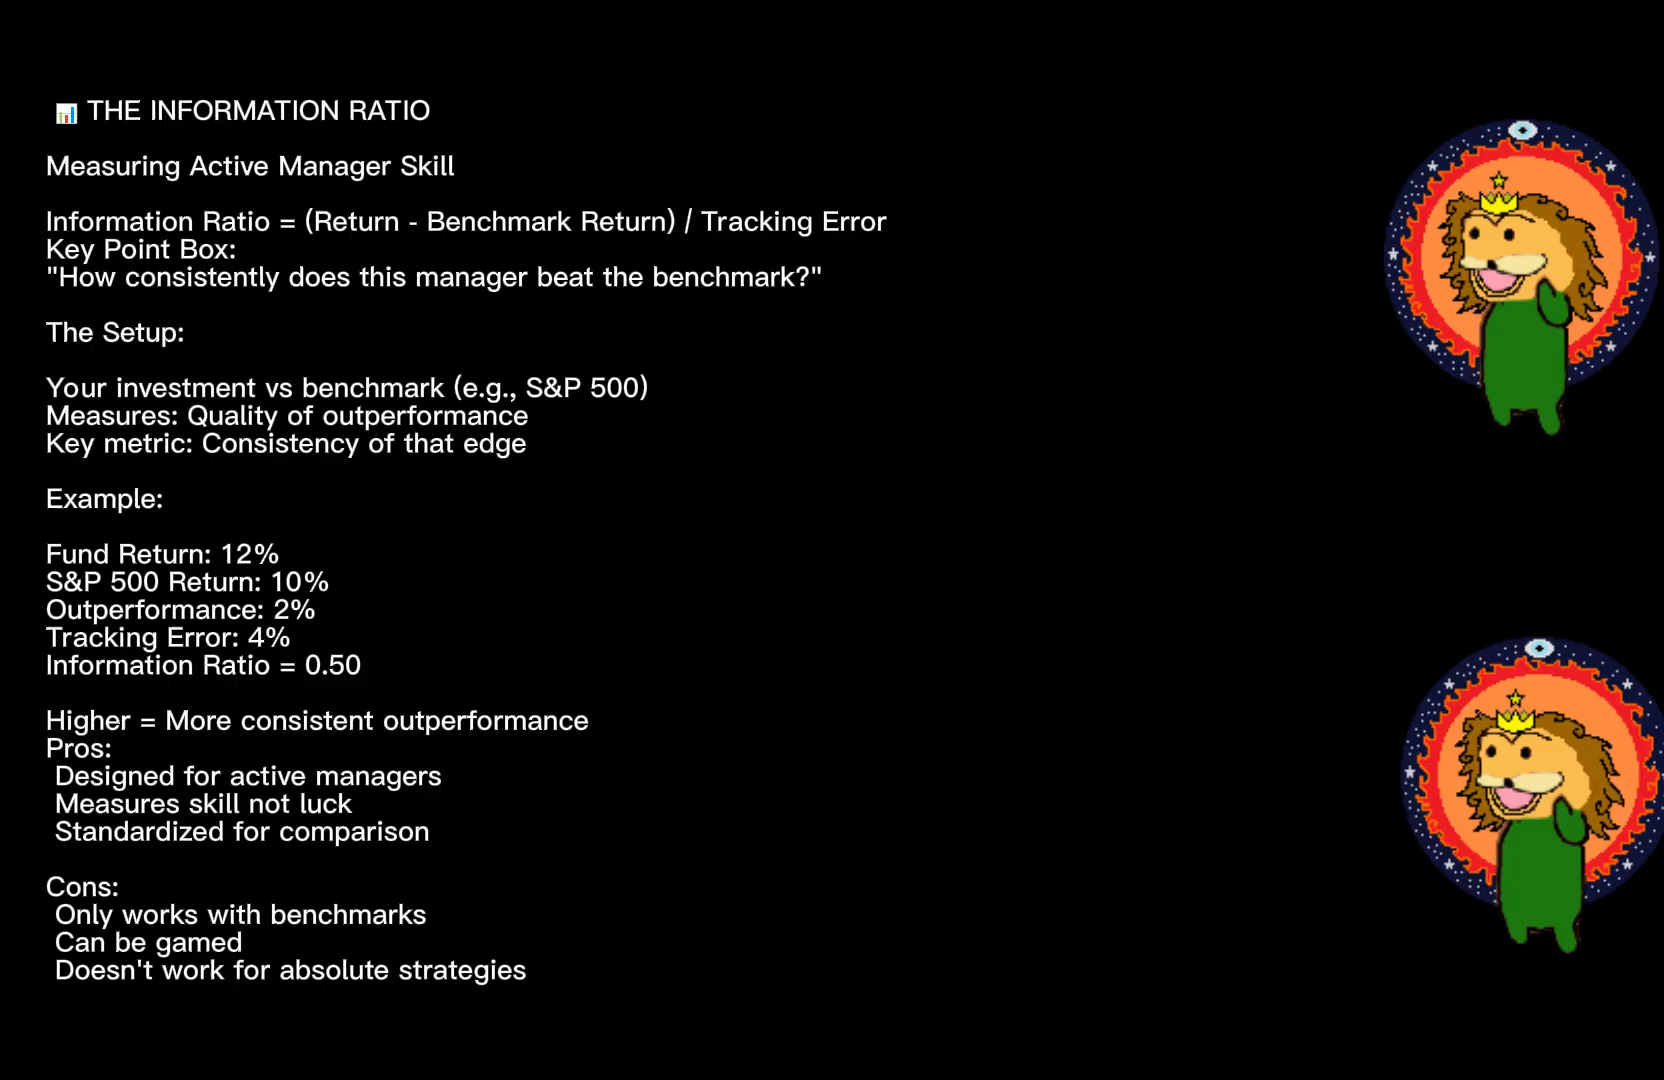 📊 THE INFORMATION RATIO
Measuring Active Manager Skill
Information Ratio = (Return - Benchmark Return) / Tracking Error
Key Point Box:
"How consistently does this manager beat the benchmark?"
The Setup:
Your investment vs benchmark (e.g., S&P 500)
Measures: Quality of outperformance
Key metric: Consistency of that edge
Example:
Fund Return: 12%
S&P 500 Return: 10%
Outperformance: 2%
Tracking Error: 4%
Information Ratio = 0.50
Higher = More consistent outperformance
Pros:
Designed for active managers
Measures skill not luck
Standardized for comparison
Cons:
Only works with benchmarks
Can be gamed
Doesn't work for absolute strategies